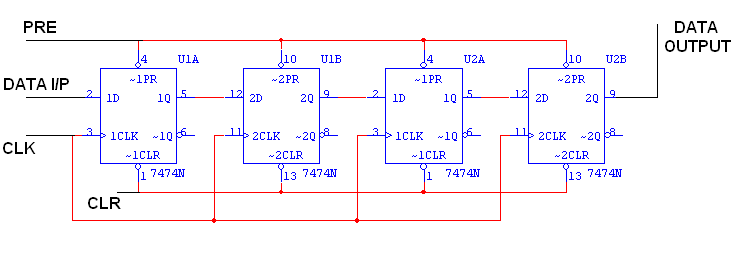 PRE
DATA
OUTPUT
4 U1A 10 U1B 4 U2A 10 U2B
~1PR ~2PR ~1PR ~2PR
DATA I/P 2 1D 1Q 5 12 2D 2Q 9 2 1D 1Q 5 12 2D 2Q 9
CLK 3 1CLK ~1Q 6 11 2CLK ~2Q 8 3 1CLK ~1Q 6 11 2CLK ~2Q 8
~1CLR ~2CLR ~1CLR ~2CLR
1 7474N 13 7474N 1 7474N 13 7474N
CLR